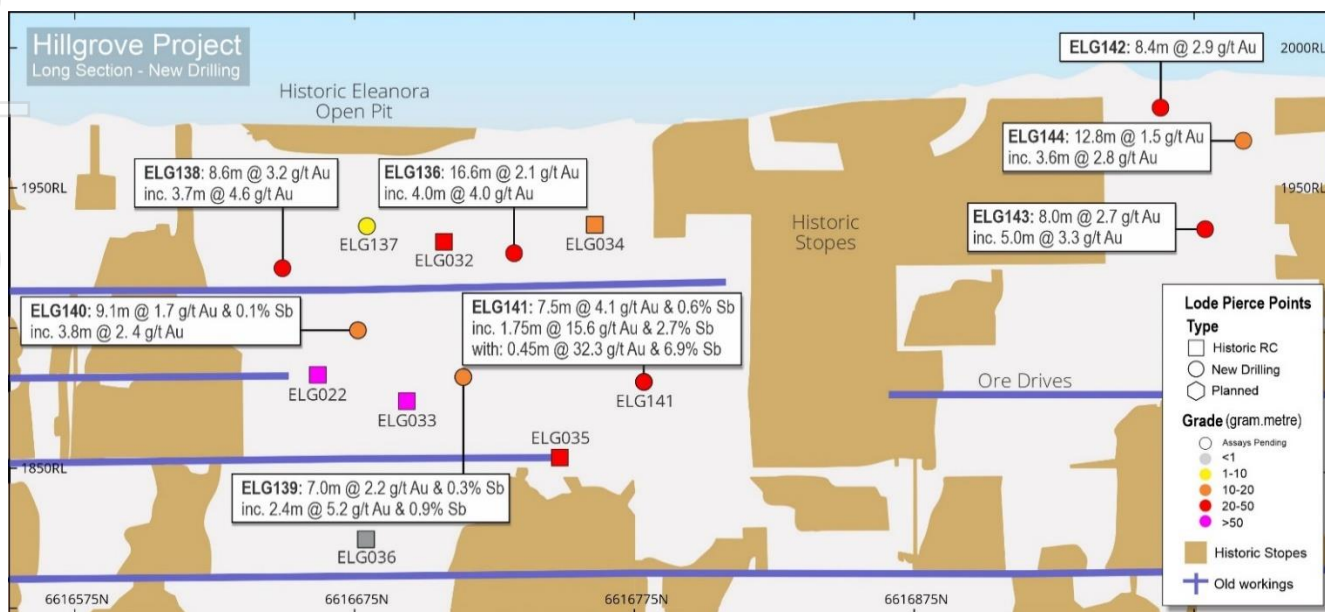 Hillgrove Project
Long Section - New Drilling
Historic Eleanora
Open Pit
ELG142: 8.4m @ 2.9 g/t Au
2000RL
ELG144: 12.8m @ 1.5 g/t Au
inc. 3.6m @ 2.8 g/t Au
ELG138: 8.6m @ 3.2 g/t Au
inc. 3.7m @ 4.6 g/t Au
ELG136: 16.6m @ 2.1 g/t Au
inc. 4.0m @ 4.0 g/t Au
1950RL
1950RL
ELG137
ELG032
ELG034
Historic
Stopes
ELG143: 8.0m @ 2.7 g/t Au
inc. 5.0m @ 3.3 g/t Au
ELG140: 9.1m @ 1.7 g/t Au & 0.1% Sb
inc. 3.8m @ 2. 4 g/t Au
ELG141: 7.5m @ 4.1 g/t Au & 0.6% Sb
inc. 1.75m @ 15.6 g/t Au & 2.7% Sb
with: 0.45m @ 32.3 g/t Au & 6.9% Sb
ELG022
ELG033
ELG141
Ore Drives
ELG035
1850RL
ELG139: 7.0m @ 2.2 g/t Au & 0.3% Sb
inc. 2.4m @ 5.2 g/t Au & 0.9% Sb
ELG036
Lode Pierce Points
Type
Historic RC
New Drilling
Planned
Grade (gram.metre)
Assays Pending
<1
1-10
10-20
20-50
>50
Historic Stopes
Old workings
6616575N
6616675N
6616775N
6616875N